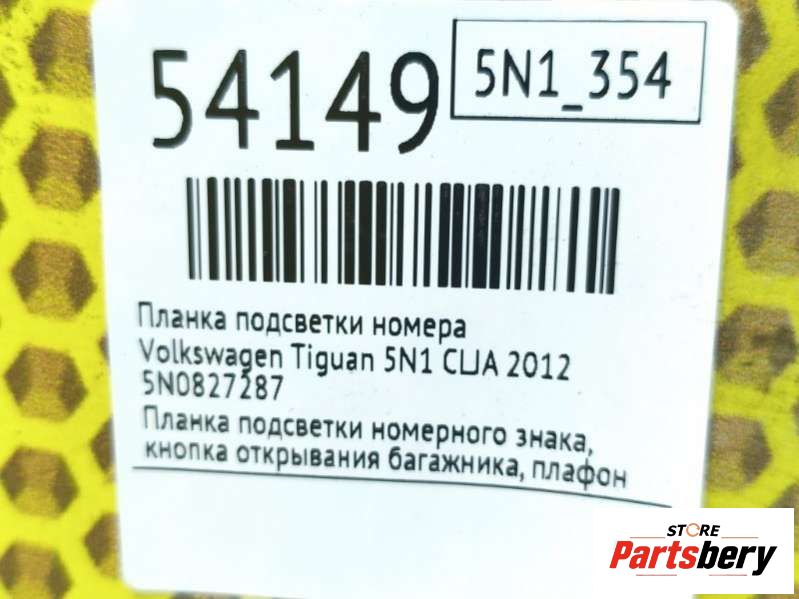 54149
5N1_354
Планка подсветки номера
Volkswagen Tiguan 5N1 CLJA 2012
5N0827287
Планка подсветки номерного знака,
кнопка открывания багажника, плафон
STORE
Partsbery